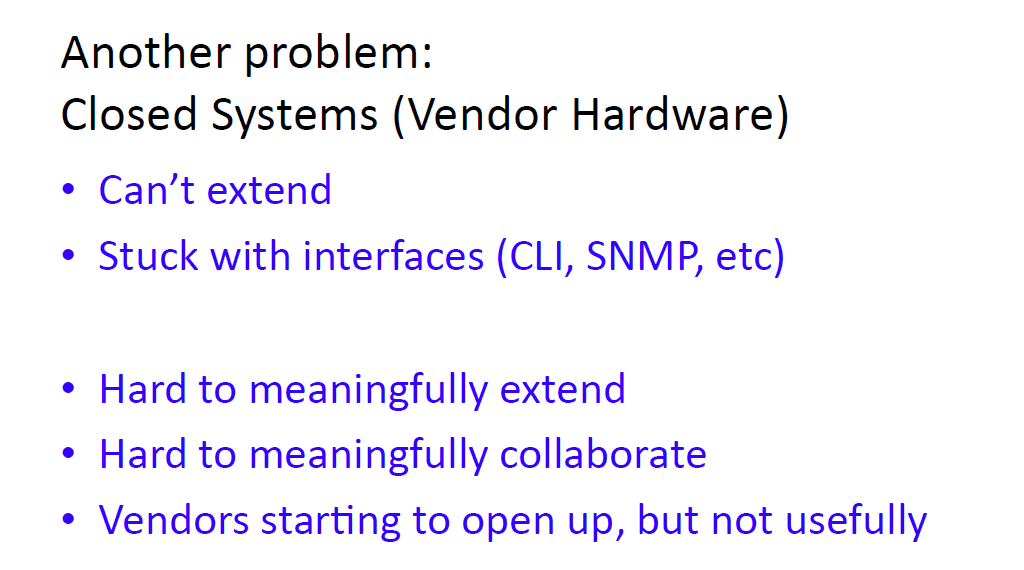 Another problem:
Closed Systems (Vendor Hardware)
• Can’t extend
• Stuck with interfaces (CLI, SNMP, etc)
• Hard to meaningfully extend
• Hard to meaningfully collaborate
• Vendors starting to open up, but not usefully